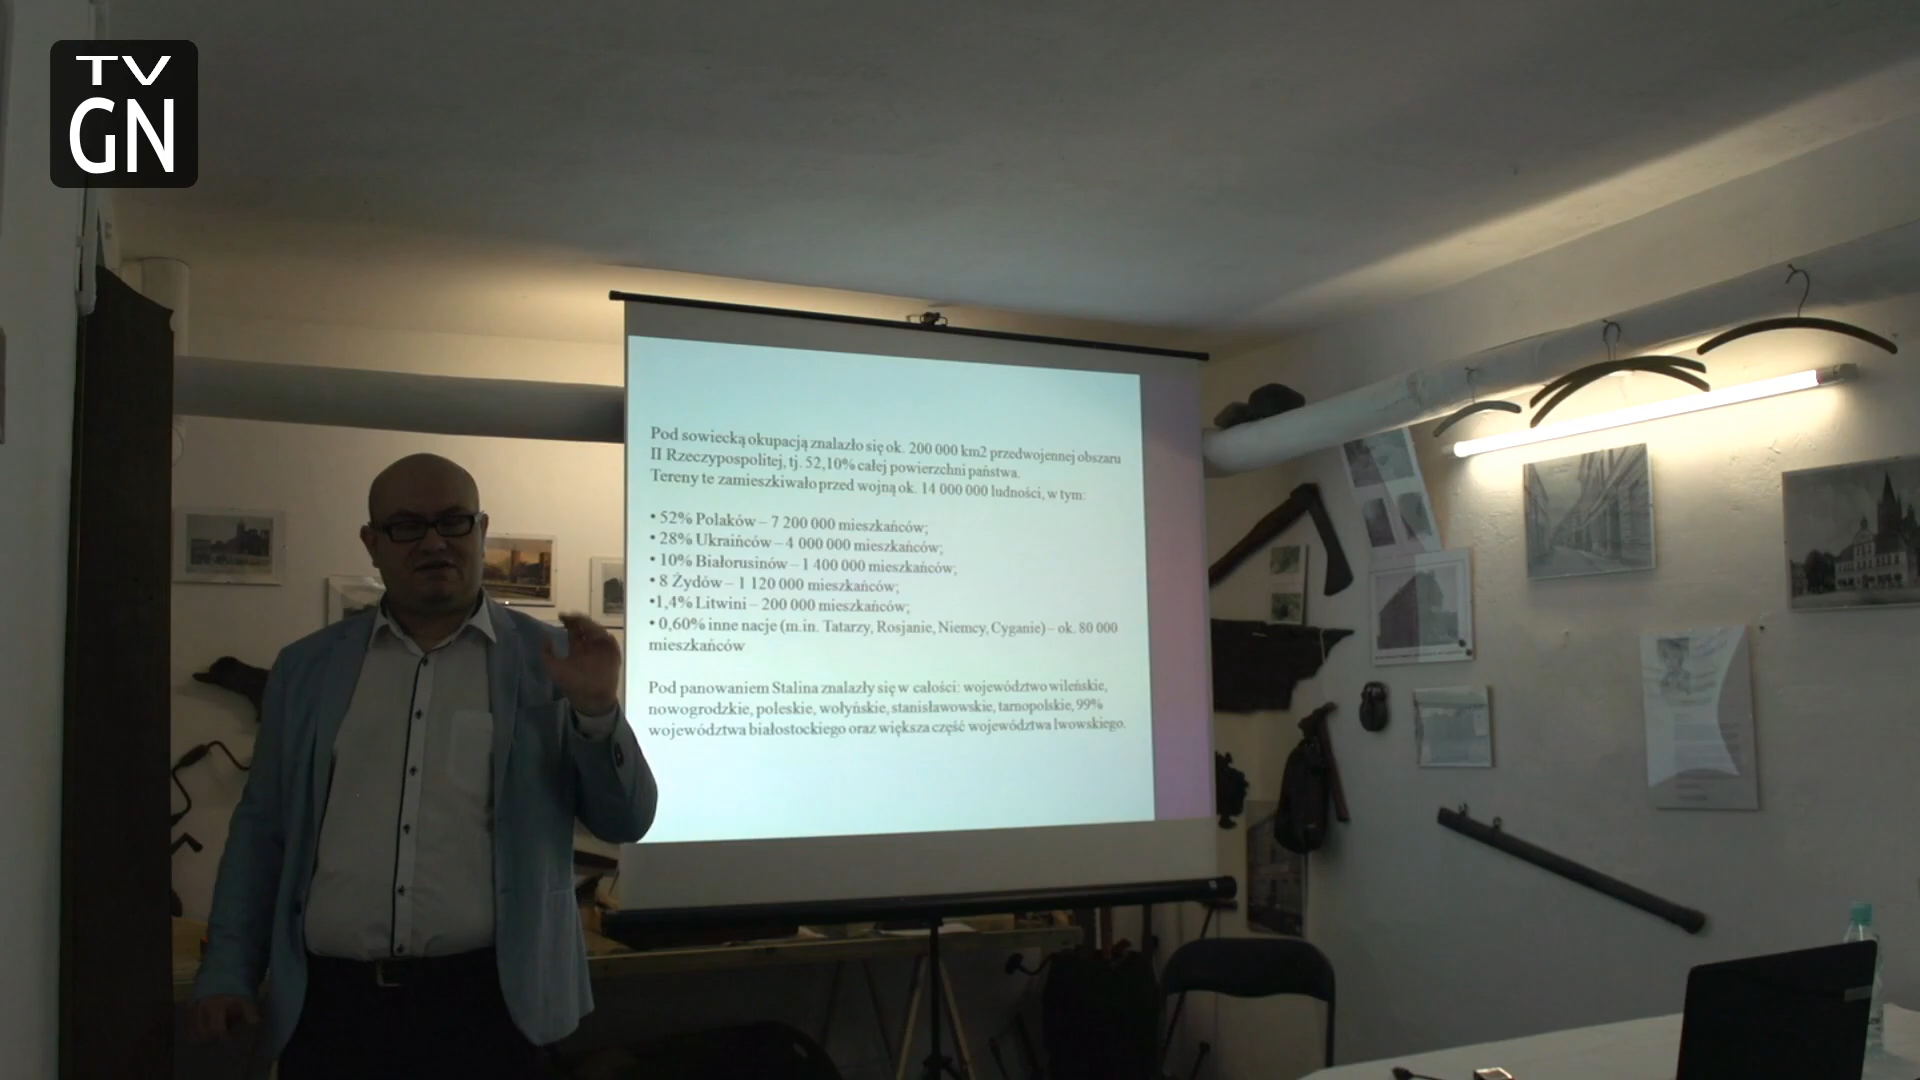 TV
GN
Pod sowiecką okupacją znalazło się ok. 200 000 km2 przedwojennej obszaru
II Rzeczypospolitej, tj. 52,10% całej powierzchni państwa.
Tereny te zamieszkiwało przed wojną ok. 14 000 000 ludności, w tym:
• 52% Polaków – 7 200 000 mieszkańców;
• 28% Ukraińców – 4 000 000 mieszkańców;
• 10% Białorusinów – 1 400 000 mieszkańców;
• 8 Żydów – 1 120 000 mieszkańców;
•1,4% Litwini – 200 000 mieszkańców;
• 0,60% inne nacje (m.in. Tatarzy, Rosjanie, Niemcy, Cyganie) – ok. 80 000
mieszkańców
Pod panowaniem Stalina znalazły się w całości: województwo wileńskie,
nowogrodzkie, poleskie, wołyńskie, stanisławowskie, tarnopolskie, 99%
województwa białostockiego oraz większa część województwa lwowskiego.